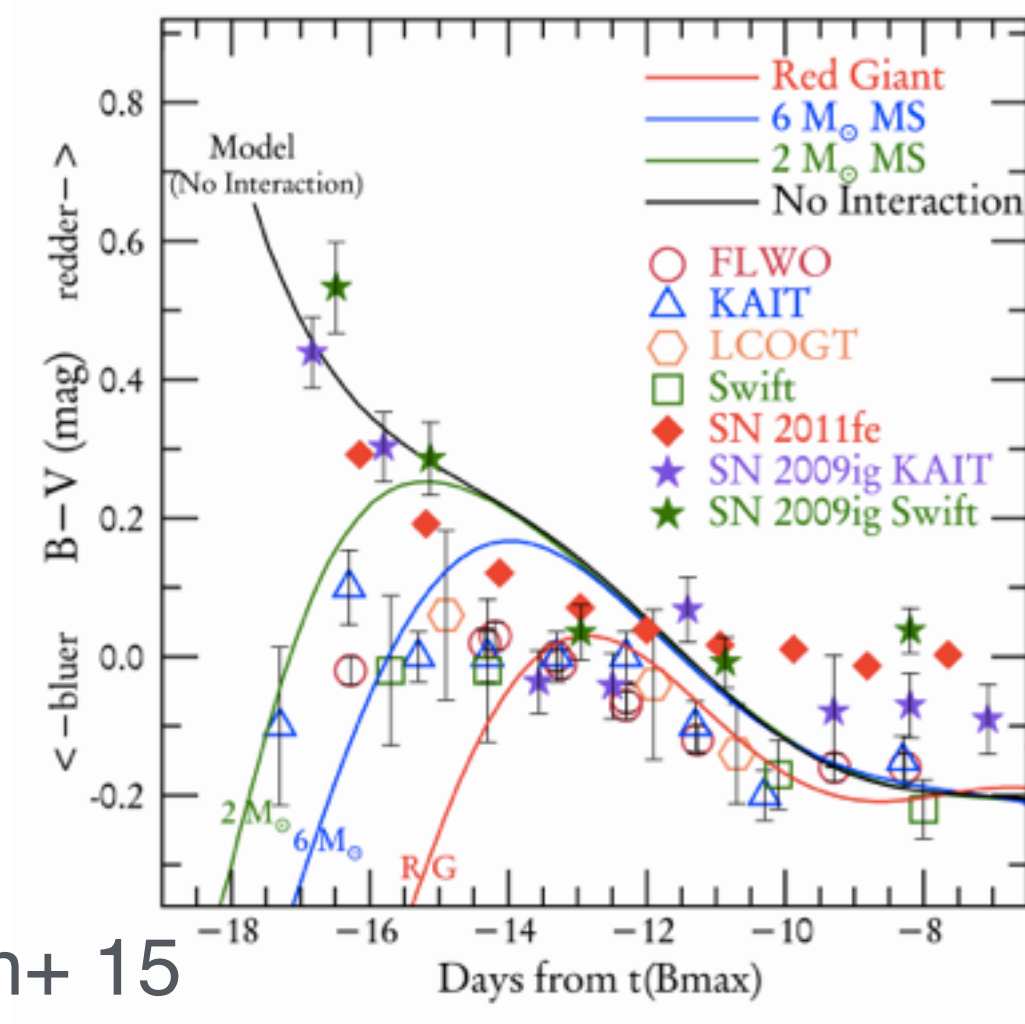 0.8
0.6
0.4
0.2
0.0
-0.2
<−bluer B−V (mag) redder−>
Model
(No Interaction)
Red Giant
6 M⊙ MS
2 M⊙ MS
No Interaction
FLWO
KAIT
LCOGT
Swift
SN 2011fe
SN 2009ig KAIT
SN 2009ig Swift
2 M⊙
6 M⊙
R G
−18 −16 −14 −12 −10 −8
Days from t(Bmax)
+ 15